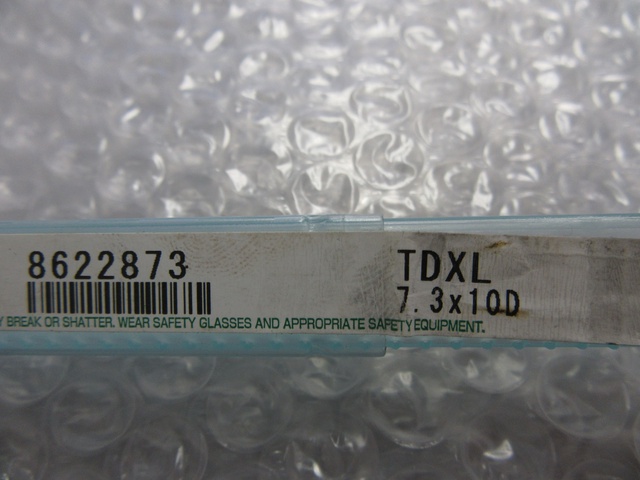 8622873
TDXL
7.3x10D
BREAK OR SHATTER. WEAR SAFETY GLASSES AND APPROPRIATE SAFETY EQUIPMENT.